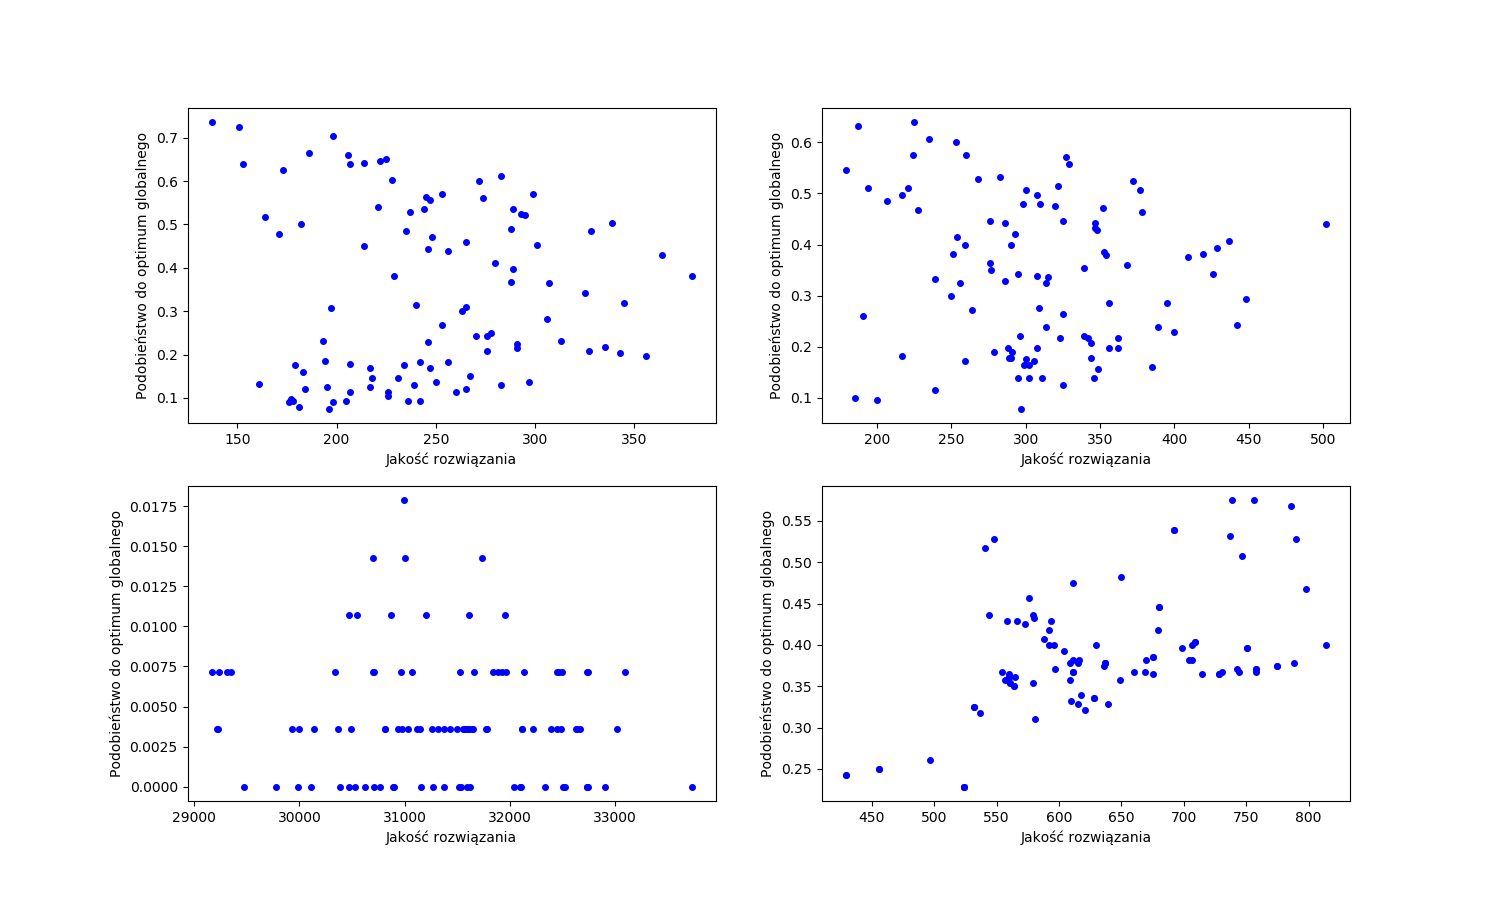 Podobieństwo do optimum globalnego
0.7
0.6
0.5
0.4
0.3
0.2
0.1
150 200 250 300 350
Jakość rozwiązania
Podobieństwo do optimum globalnego
0.6
0.5
0.4
0.3
0.2
0.1
200 250 300 350 400 450 500
Jakość rozwiązania
Podobieństwo do optimum globalnego
0.0175
0.0150
0.0125
0.0100
0.0075
0.0050
0.0025
0.0000
29000 30000 31000 32000 33000
Jakość rozwiązania
Podobieństwo do optimum globalnego
0.55
0.50
0.45
0.40
0.35
0.30
0.25
450 500 550 600 650 700 750 800
Jakość rozwiązania